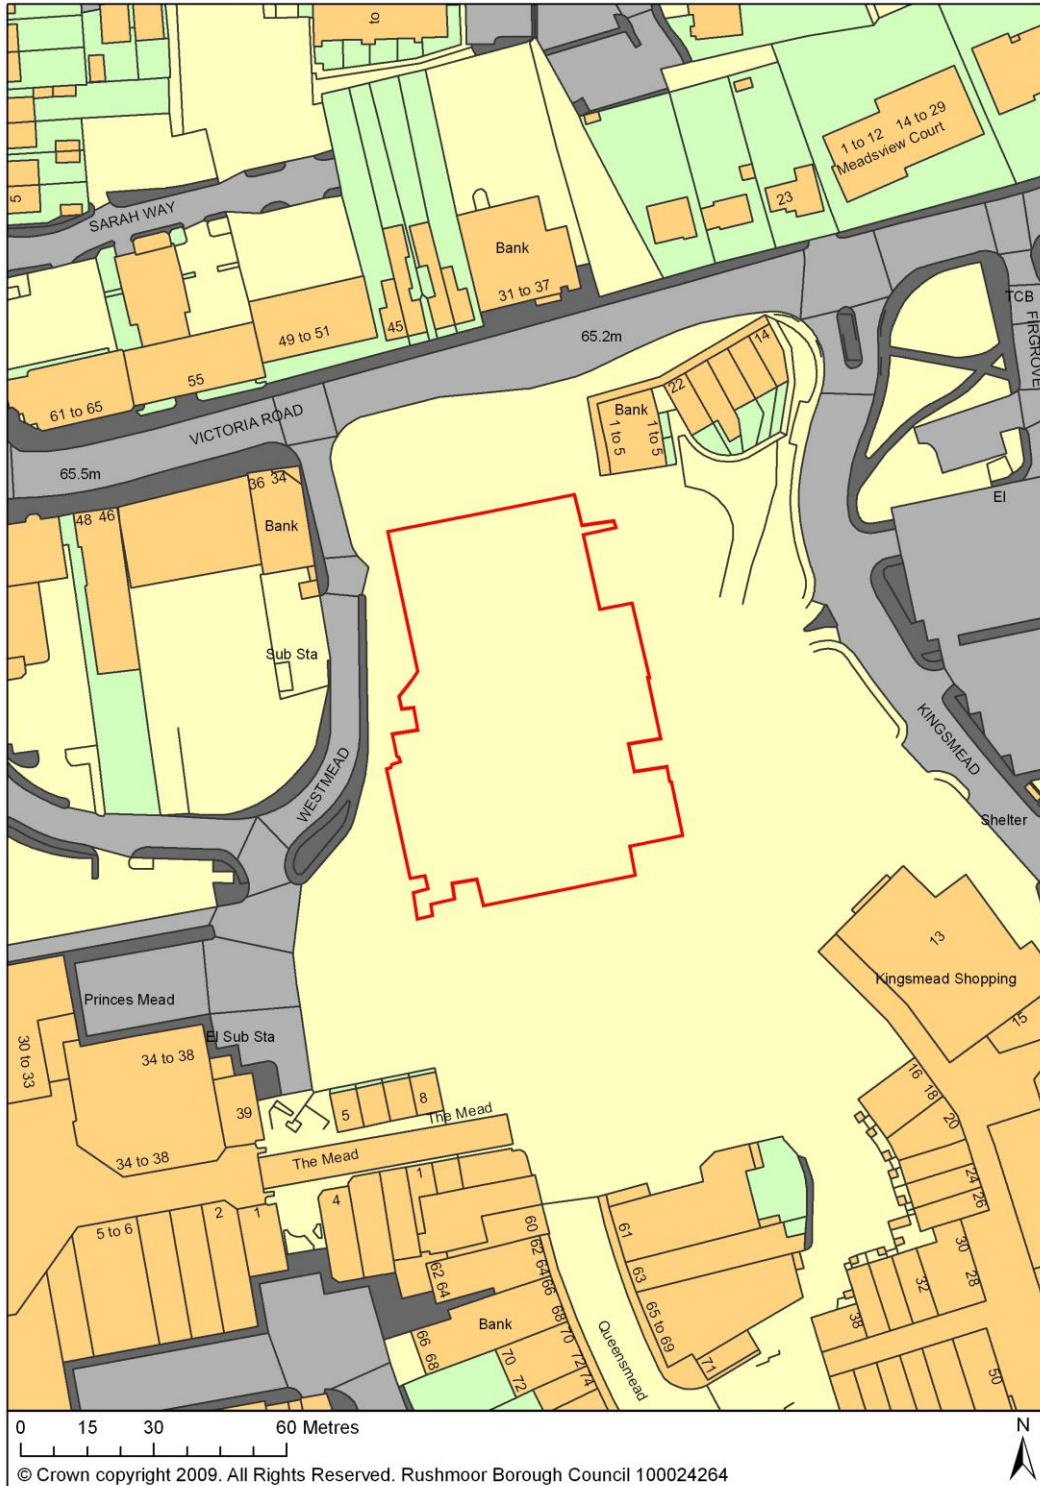 to
5
SARAH WAY
1 to 12 14 to 29
Meadsview Court
23
Bank
31 to 37
TCB
FIRGROVE
45
49 to 51
65.2m
14
22
55
61 to 65
Bank
1 to 5
1 to 5
VICTORIA ROAD
65.5m
36 34
Bank
48 46
El
Sub Sta
KINGSMEAD
WESTMEAD
Shelter
13
Kingsmead Shopping
15
Princes Mead
El Sub Sta
30 to 33
34 to 38
39
5
8
The Mead
16
18
20
The Mead
34 to 38
1
4
24
26
5 to 6
2
1
60
62
64
66
61
62
64
63
30
28
32
68
70
72
74
65 to 69
38
Bank
66
68
70
72
Queensmead
71
50
0 15 30 60 Metres
N
© Crown copyright 2009. All Rights Reserved. Rushmoor Borough Council 100024264